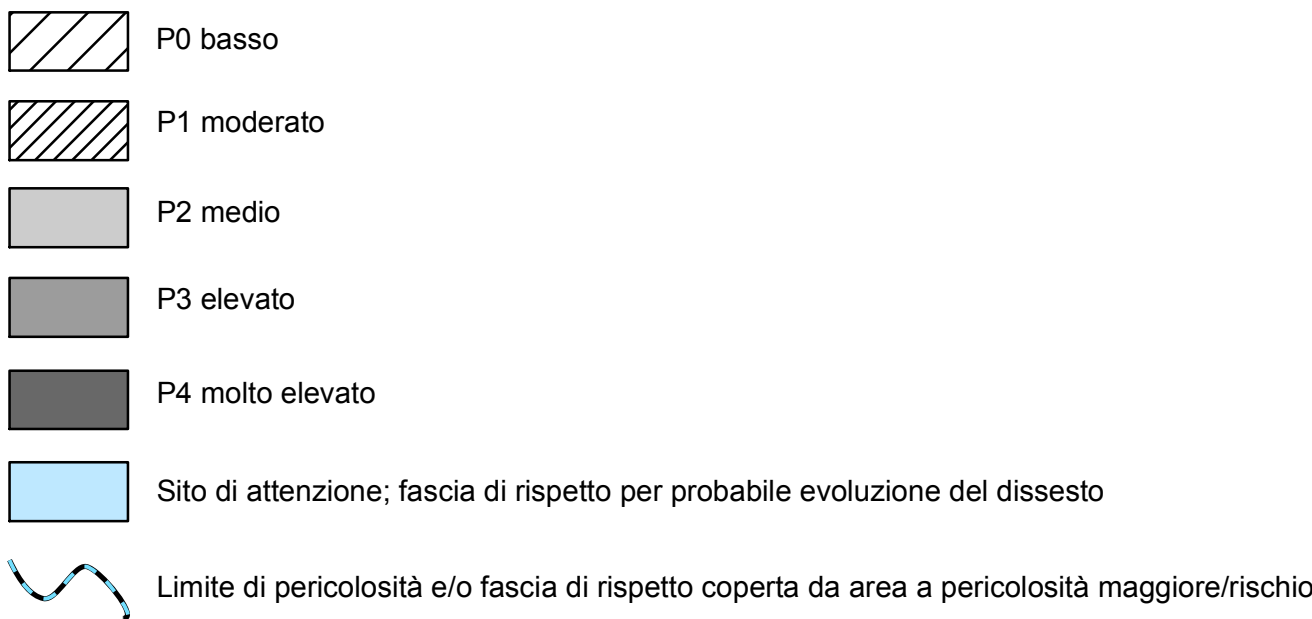 P0 basso
P1 moderato
P2 medio
P3 elevato
P4 molto elevato
Sito di attenzione; fascia di rispetto per probabile evoluzione del dissesto
Limite di pericolosità e/o fascia di rispetto coperta da area a pericolosità maggiore/rischio